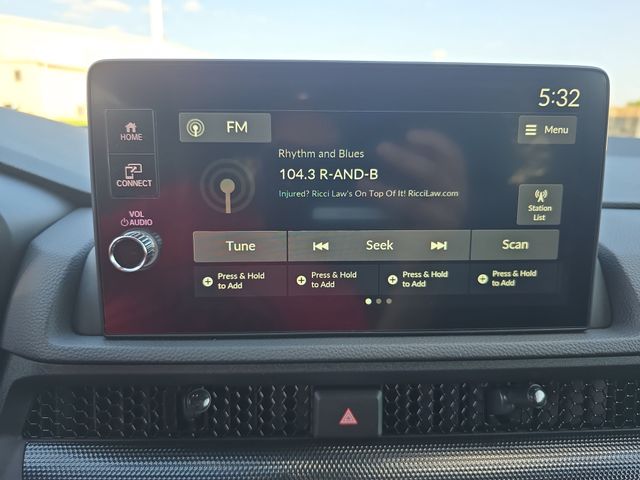 5:32
HOME
FM
Menu
Rhythm and Blues
104.3 R-AND-B
CONNECT
Injured? Ricci Law's On Top Of It! RicciLaw.com
VOL
AUDIO
Station
List
Tune
Seek
Scan
Press & Hold
to Add
Press & Hold
to Add
Press & Hold
to Add
Press & Hold
to Add